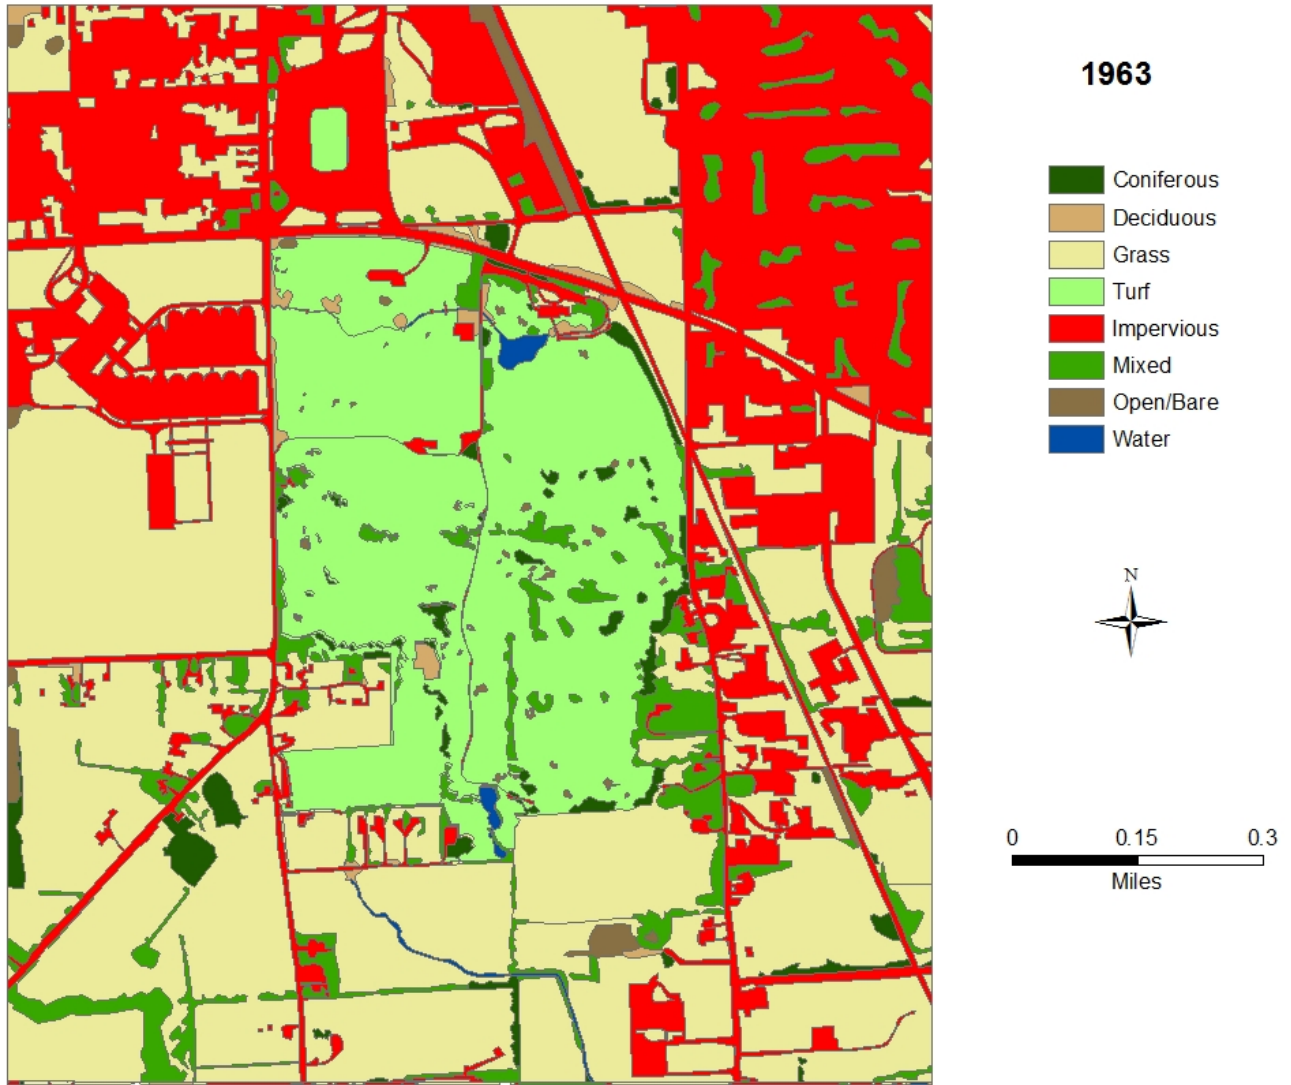 1963
Coniferous
Deciduous
Grass
Turf
Impervious
Mixed
Open/Bare
Water
N
0 0.15 0.3
Miles